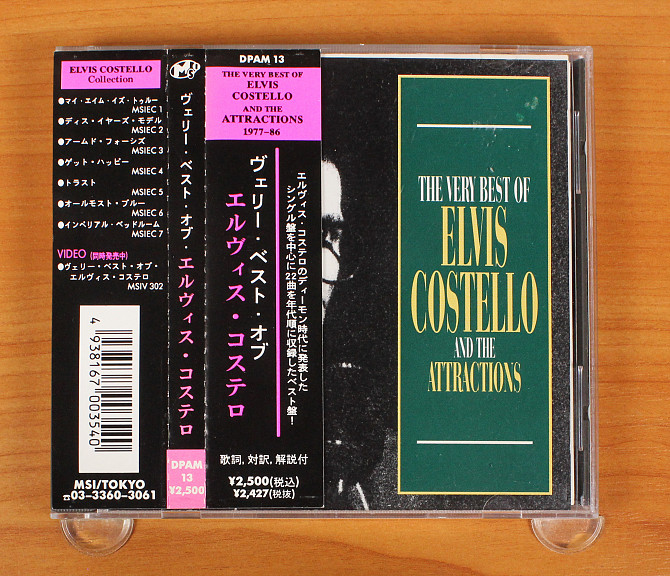 ELVIS COSTELLO
Collection
●マイ・エイム・イズ・トゥルー
MSIEC 1
●ディス・イヤーズ・モデル
MSIEC 2
●アームド・フォーシズ
MSIEC 3
●ゲット・ハッピー
MSIEC 4
●トラスト
MSIEC 5
●オールモスト・ブルー
MSIEC 6
●インペリアル・ベッドルーム
MSIEC 7
VIDEO (同時発売中)
●ヴェリー・ベスト・オブ・
エルヴィス・コステロ
MSIV 302
4 938167 003540
MSI/TOKYO
☎03-3360-3061
ヴェリー・ベスト・オブ・エルヴィス・コステロ
DPAM
13
¥2,500
DPAM 13
THE VERY BEST OF
ELVIS
COSTELLO
AND THE
ATTRACTIONS
1977–86
エルヴィス・コステロのディーモン時代に発表した
シングル盤を中心に22曲を年代順に収録したベスト盤!
ヴェリー・ベスト・オブ
エルヴィス・コステロ
歌詞, 対訳, 解説付
¥2,500(税込)
¥2,427(税抜)
THE VERY BEST OF
ELVIS
COSTELLO
AND THE
ATTRACTIONS